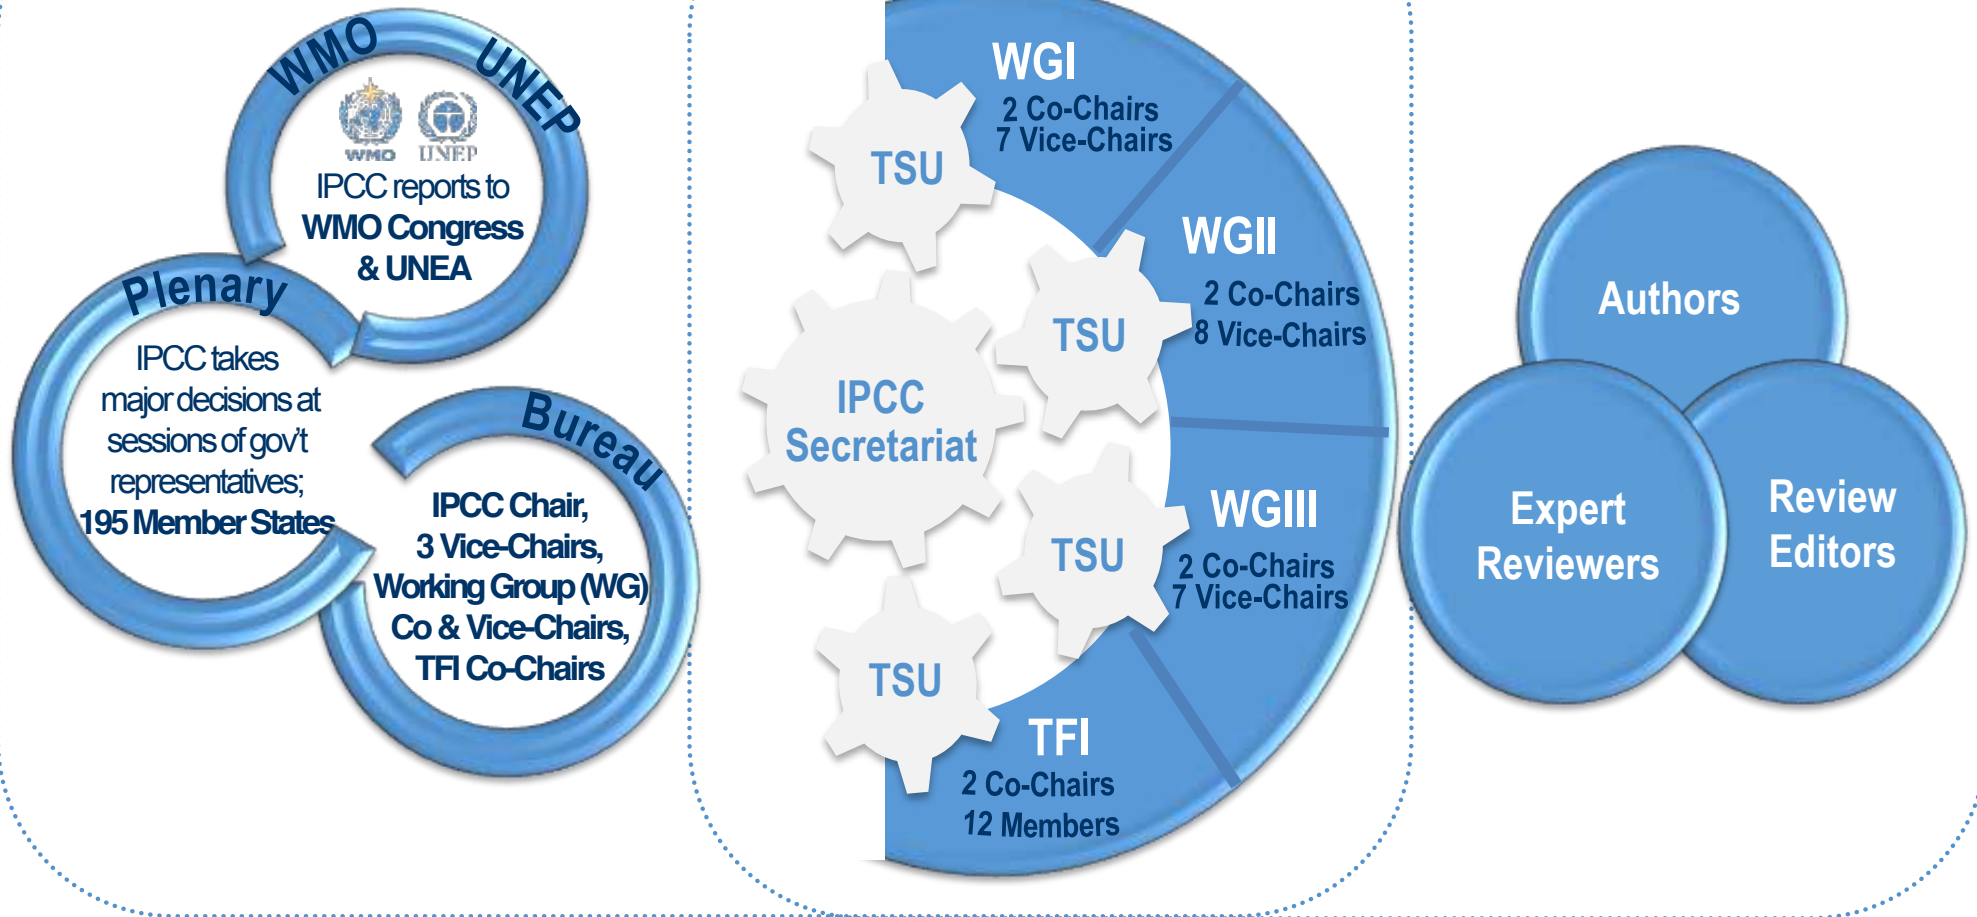 WMO
UNEP
WMO UNEP
IPCC reports to
WMO Congress
& UNEA
Plenary
IPCC takes
major decisions at
sessions of gov't
representatives;
195 Member States
Bureau
IPCC Chair,
3 Vice-Chairs,
Working Group (WG)
Co & Vice-Chairs,
TFI Co-Chairs
WGI
2 Co-Chairs
7 Vice-Chairs
TSU
WGII
2 Co-Chairs
8 Vice-Chairs
TSU
IPCC
Secretariat
WGIII
2 Co-Chairs
7 Vice-Chairs
TSU
TSU
TFI
2 Co-Chairs
12 Members
Authors
Expert
Reviewers
Review
Editors